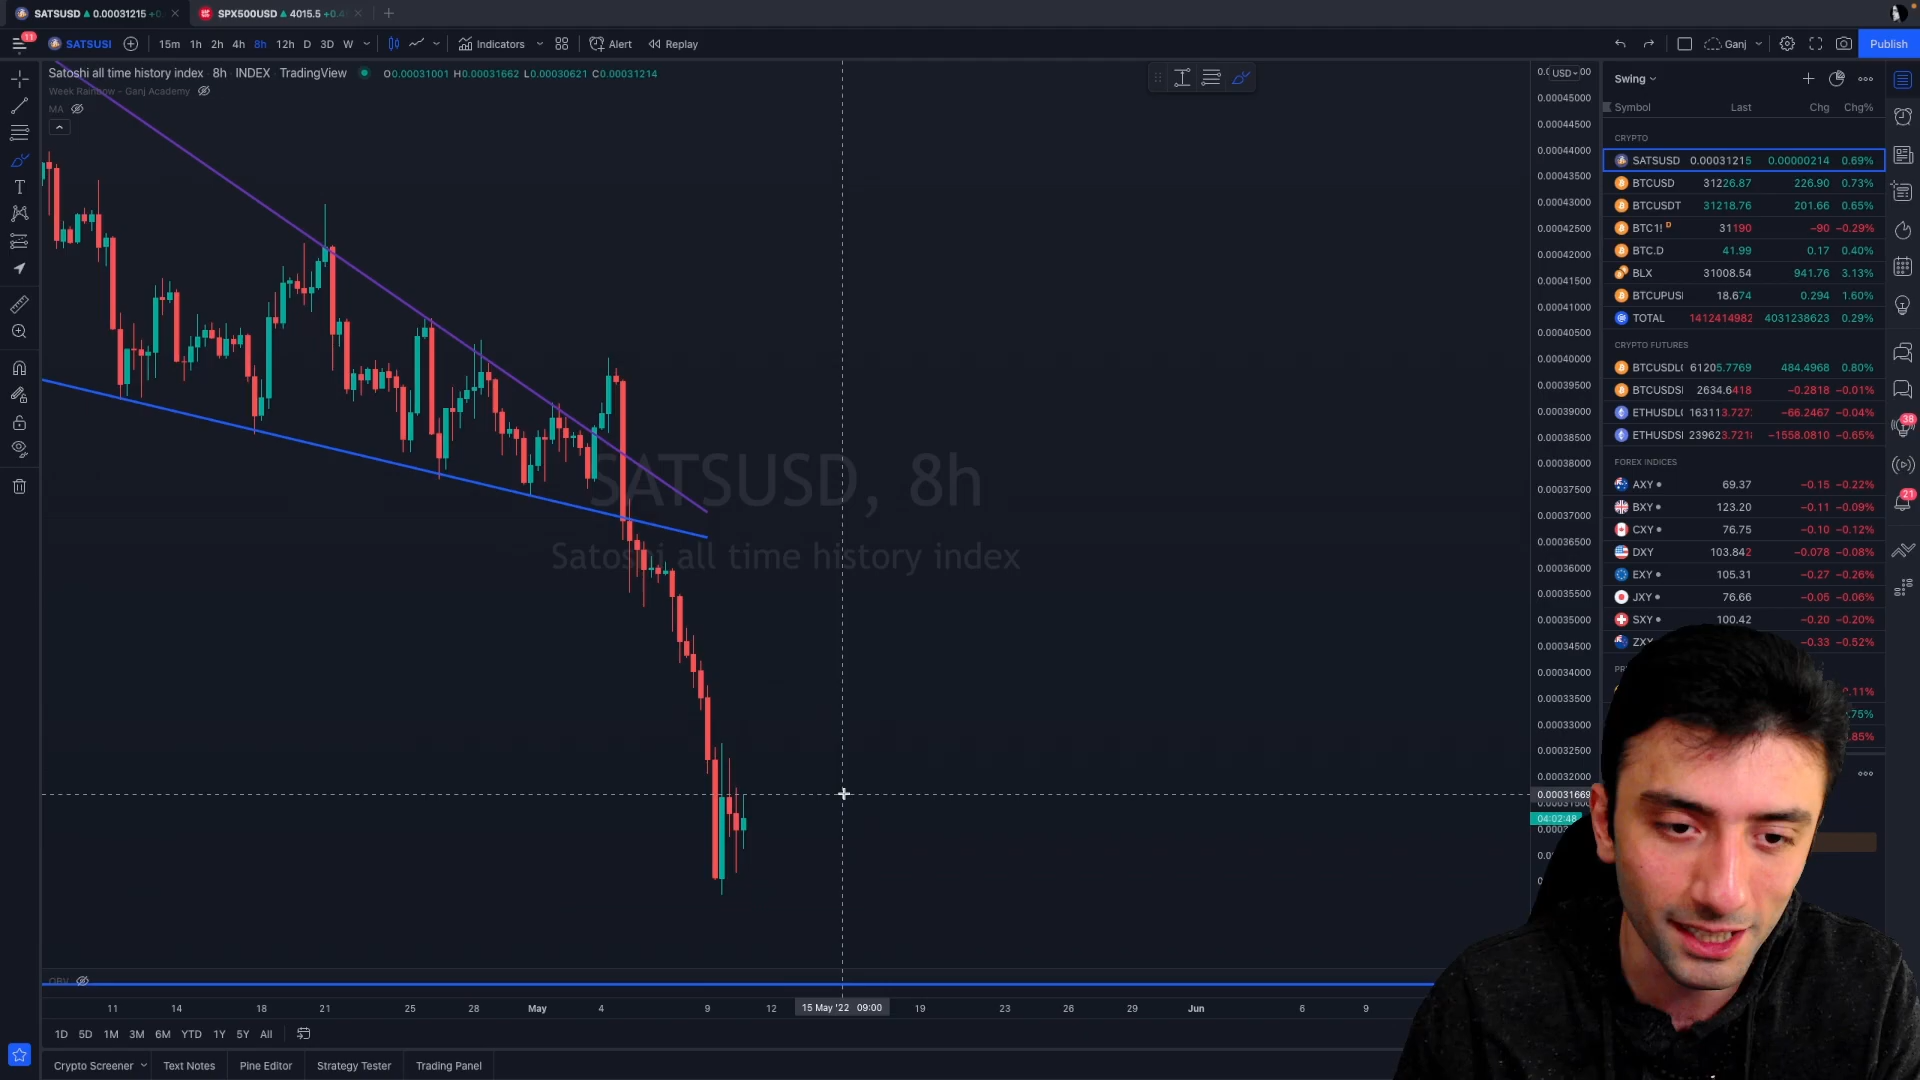 SATSUSD ▲ 0.00031215 +0. SPX500USD ▲ 4015.5 +0.4
11 SATSUSI 15m 1h 2h 4h 8h 12h D 3D W Indicators Alert Replay Ganj Publish
Satoshi all time history index 8h INDEX TradingView O0.00031001 H0.00031662 L0.00030621 C0.00031214
Week Rainbow - Ganj Academy
MA
SATSUSD, 8h
Satoshi all time history index
USD
0.00045000
0.00044500
0.00044000
0.00043500
0.00043000
0.00042500
0.00042000
0.00041500
0.00041000
0.00040500
0.00040000
0.00039500
0.00039000
0.00038500
0.00038000
0.00037500
0.00037000
0.00036500
0.00036000
0.00035500
0.00035000
0.00034500
0.00034000
0.00033500
0.00033000
0.00032500
0.00032000
0.00031669
04:02:48
OBV
11 14 18 21 25 28 May 4 9 12 15 May '22 09:00 19 23 26 29 Jun 6 9
1D 5D 1M 3M 6M YTD 1Y 5Y All
Crypto Screener Text Notes Pine Editor Strategy Tester Trading Panel
Swing
Symbol Last Chg Chg%
CRYPTO
SATSUSD 0.00031215 0.00000214 0.69%
BTCUSD 31226.87 226.90 0.73%
BTCUSDT 31218.76 201.66 0.65%
BTC1! D 31190 −90 −0.29%
BTC.D 41.99 0.17 0.40%
BLX 31008.54 941.76 3.13%
BTCUPUSI 18.674 0.294 1.60%
TOTAL 1412414982 4031238623 0.29%
CRYPTO FUTURES
BTCUSDL( 61205.7769 484.4968 0.80%
BTCUSDSI 2634.6418 −0.2818 −0.01%
ETHUSDL( 163113.727 −66.2467 −0.04%
ETHUSDSI 239623.721 −1558.0810 −0.65%
FOREX INDICES
AXY 69.37 −0.15 −0.22%
BXY 123.20 −0.11 −0.09%
CXY 76.75 −0.10 −0.12%
DXY 103.842 −0.078 −0.08%
EXY 105.31 −0.27 −0.26%
JXY 76.66 −0.05 −0.06%
SXY 100.42 −0.20 −0.20%
ZXY −0.33 −0.52%
38
21